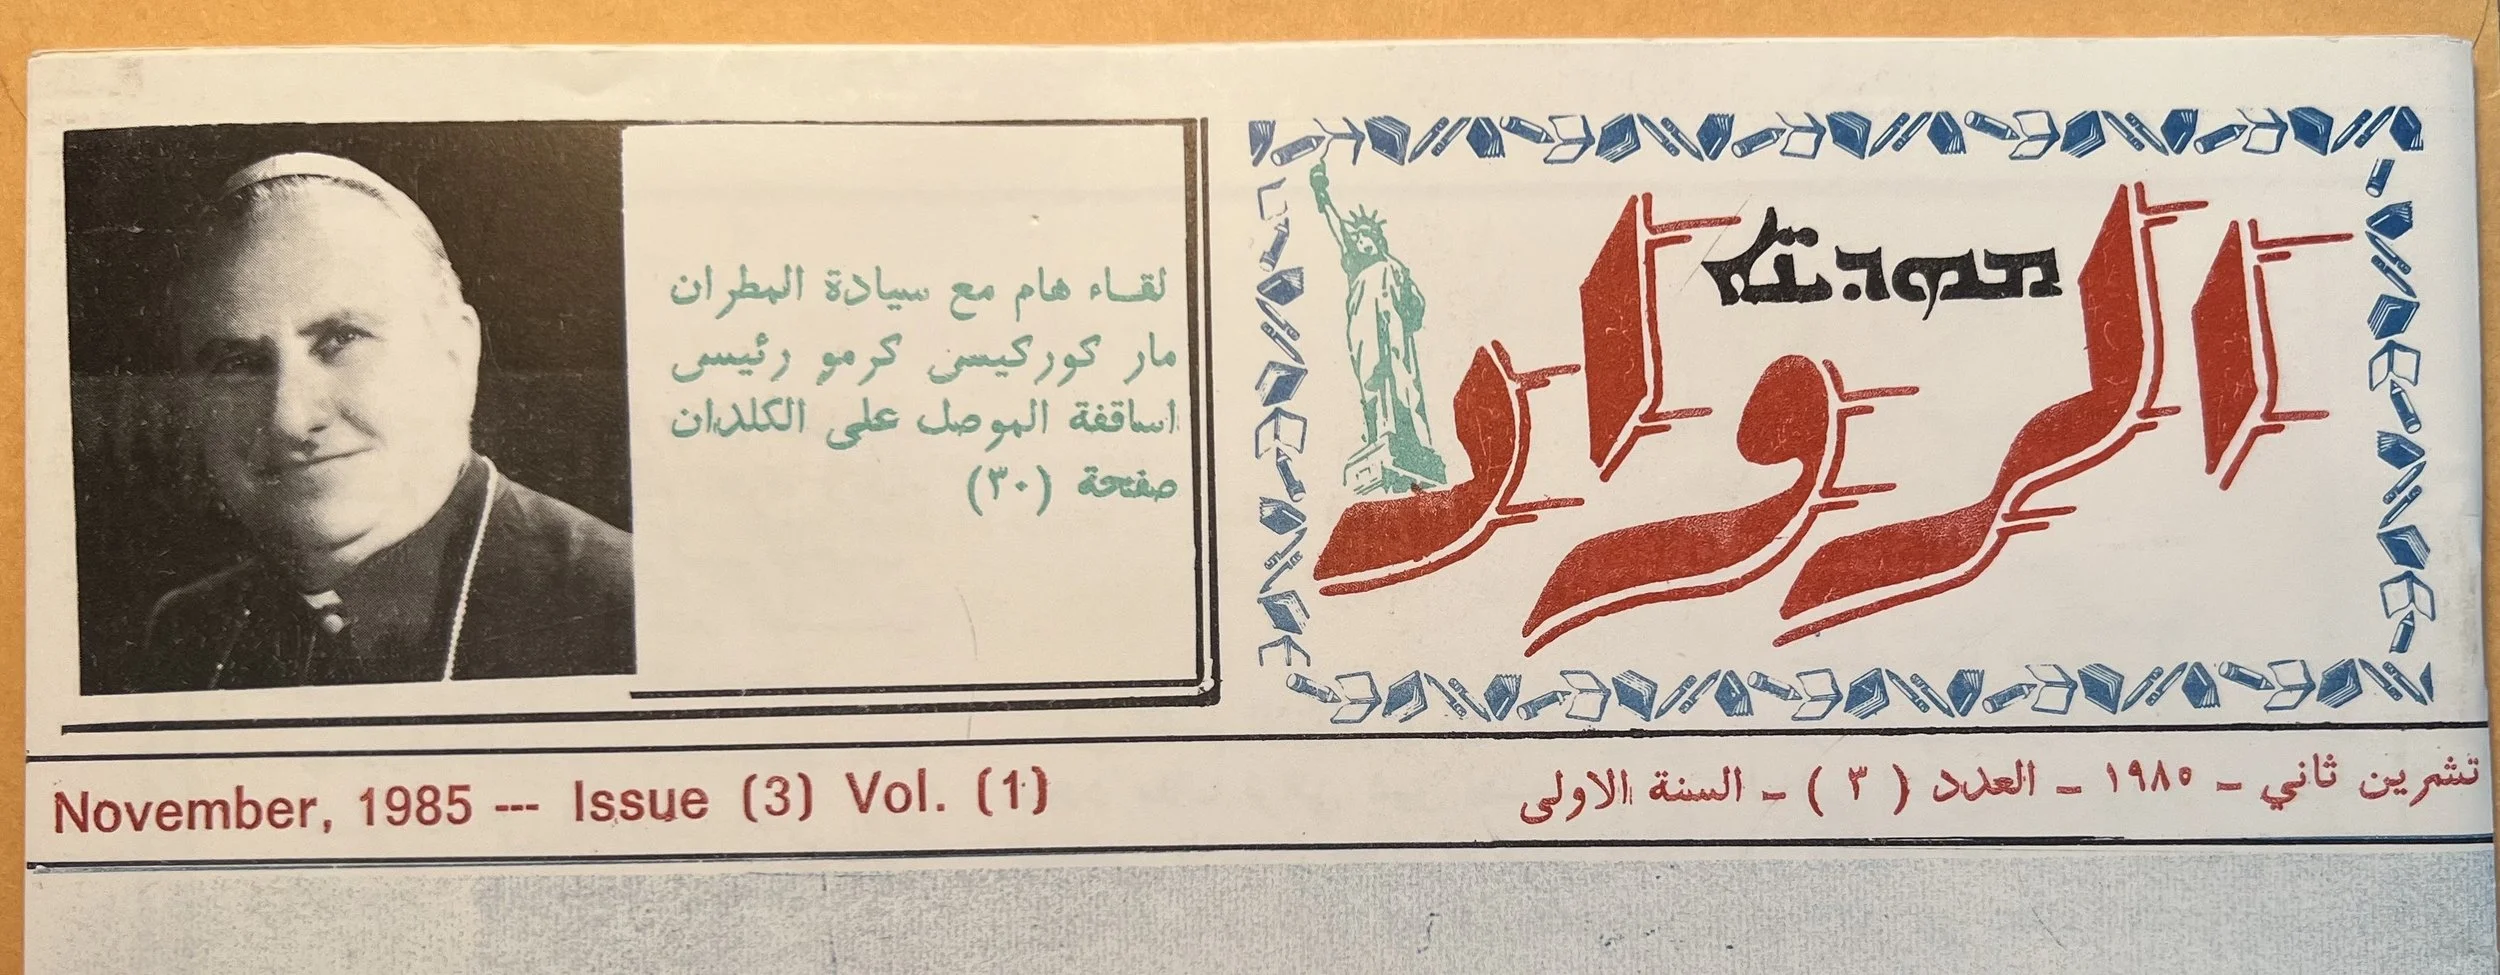 الرواد
لقاء هام مع سيادة المطران
مار كوركيس كرمو رئيس
اساقفة الموصل على الكلدان
صفحة (٣٠)
تشرين ثاني - ١٩٨٥ - العدد ( ٣ ) - السنة الاولى
November, 1985 --- Issue (3) Vol. (1)